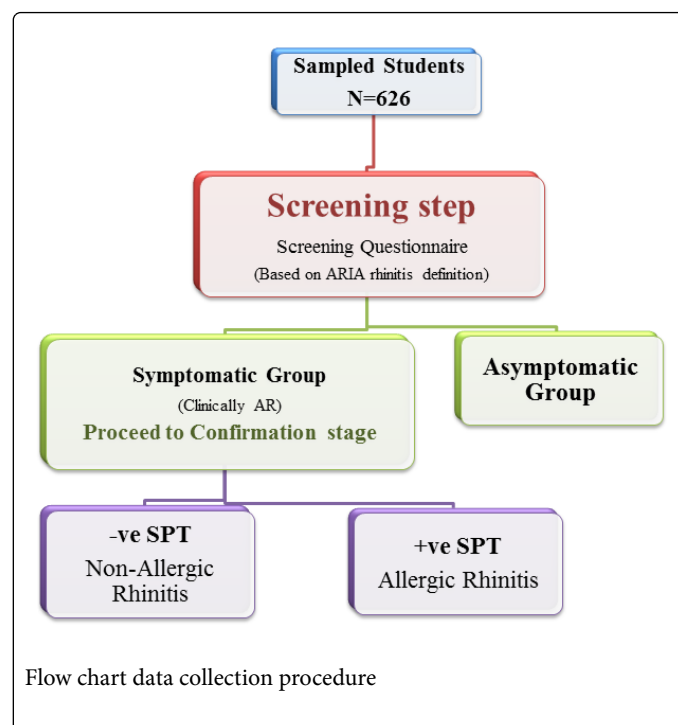 Sampled Students
N=626
Screening step
Screening Questionnaire
(Based on ARIA rhinitis definition)
Symptomatic Group
(Clinically AR)
Proceed to Confirmation stage
Asymptomatic
Group
-ve SPT
Non-Allergic
Rhinitis
+ve SPT
Allergic Rhinitis
Flow chart data collection procedure